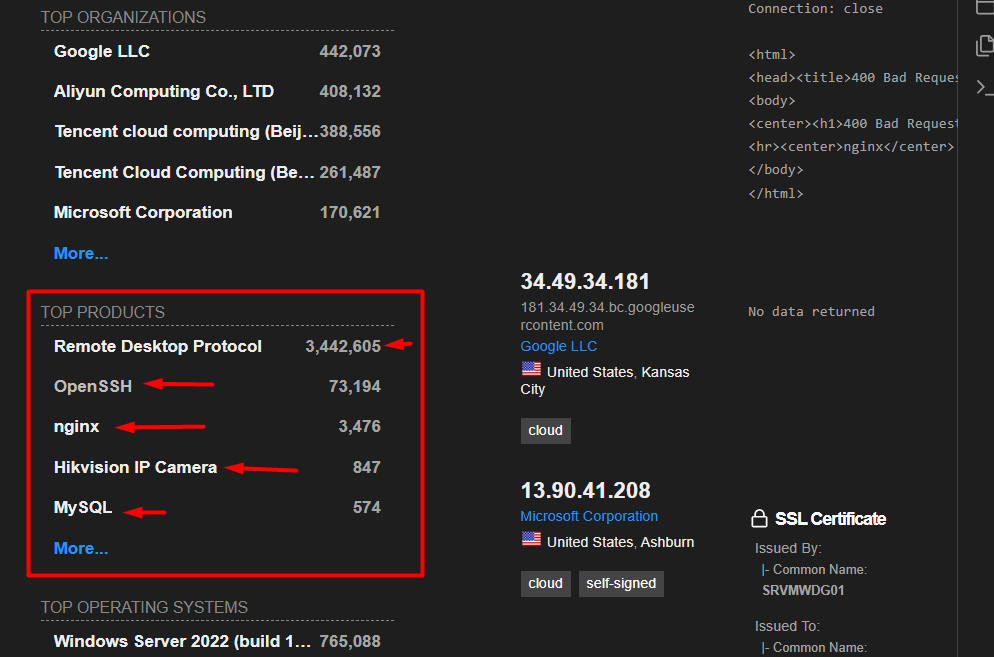 TOP ORGANIZATIONS
Google LLC 442,073
Aliyun Computing Co., LTD 408,132
Tencent cloud computing (Beij... 388,556
Tencent Cloud Computing (Be... 261,487
Microsoft Corporation 170,621
More...
TOP PRODUCTS
Remote Desktop Protocol 3,442,605
OpenSSH 73,194
nginx 3,476
Hikvision IP Camera 847
MySQL 574
More...
TOP OPERATING SYSTEMS
Windows Server 2022 (build 1... 765,088
34.49.34.181
181.34.49.34.bc.googleuse
rcontent.com
Google LLC
United States, Kansas
City
cloud
13.90.41.208
Microsoft Corporation
United States, Ashburn
cloud self-signed
Connection: close
<html>
<head><title>400 Bad Reques
<body>
<center><h1>400 Bad Request
<hr><center>nginx</center>
</body>
</html>
No data returned
SSL Certificate
Issued By:
|- Common Name:
SRVMWDG01
Issued To:
|- Common Name: